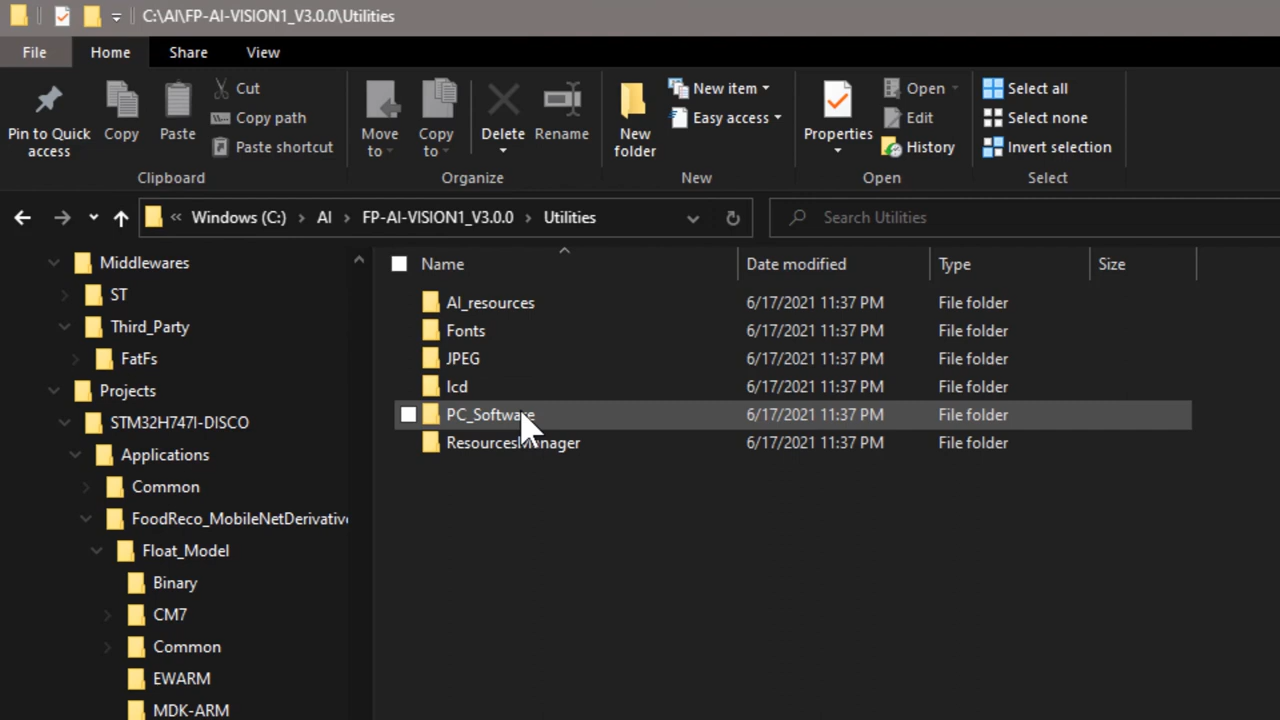 C:\AI\FP-AI-VISION1_V3.0.0\Utilities
File Home Share View
Pin to Quick access
Copy
Paste
Cut
Copy path
Paste shortcut
Clipboard
Move to
Copy to
Delete
Rename
Organize
New folder
New item
Easy access
New
Properties
Open
Edit
History
Open
Select all
Select none
Invert selection
Select
« Windows (C:) > AI > FP-AI-VISION1_V3.0.0 > Utilities
Search Utilities
Middlewares
ST
Third_Party
FatFs
Projects
STM32H747I-DISCO
Applications
Common
FoodReco_MobileNetDerivative
Float_Model
Binary
CM7
Common
EWARM
MDK-ARM
Name Date modified Type Size
AI_resources 6/17/2021 11:37 PM File folder
Fonts 6/17/2021 11:37 PM File folder
JPEG 6/17/2021 11:37 PM File folder
lcd 6/17/2021 11:37 PM File folder
PC_Software 6/17/2021 11:37 PM File folder
ResourcesManager 6/17/2021 11:37 PM File folder